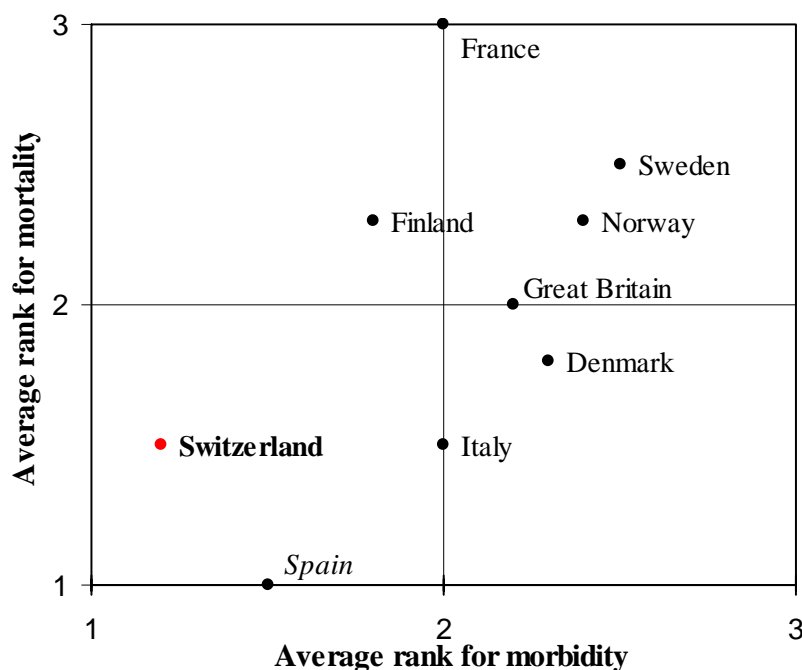 3
France
Sweden
Finland
Norway
Great Britain
2
Denmark
Switzerland
Italy
Spain
1
1
2
3
Average rank for morbidity
Average rank for mortality